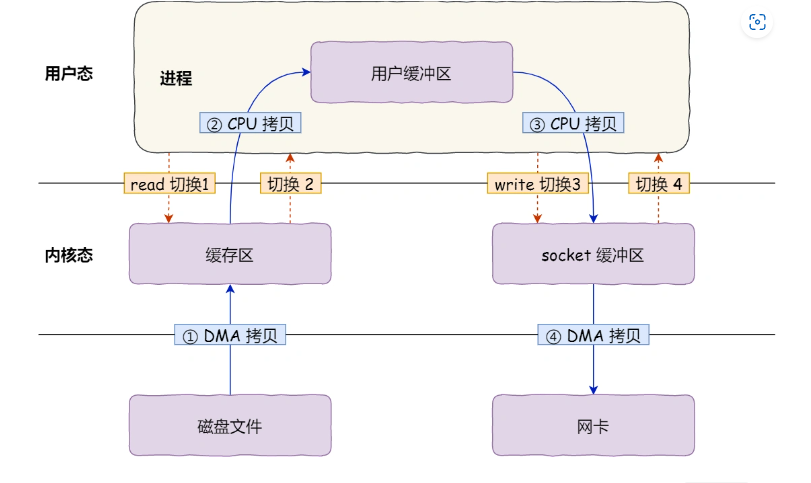 用户态
进程
用户缓冲区
② CPU 拷贝
③ CPU 拷贝
read 切换1
切换 2
write 切换3
切换 4
内核态
缓存区
socket 缓冲区
① DMA 拷贝
④ DMA 拷贝
磁盘文件
网卡